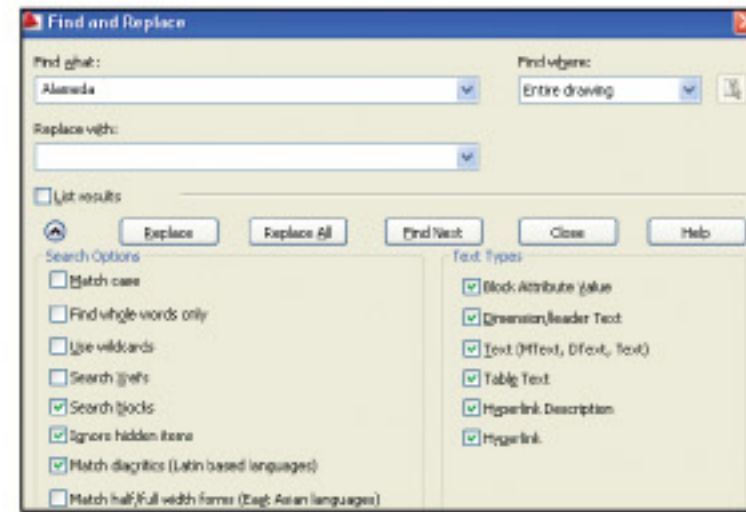 Find and Replace
Find what:
Find where:
Alameda
Entire drawing
Replace with:
List results
Replace
Replace All
Find Next
Close
Help
Search Options
Text Types
Match case
Find whole words only
Use wildcards
Search Xrefs
Search blocks
Ignore hidden items
Match diacritics (Latin based languages)
Match half/full width forms (East Asian languages)
Block Attribute Value
Dimension/leader Text
Text (MText, DText, Text)
Table Text
Hyperlink Description
Hyperlink